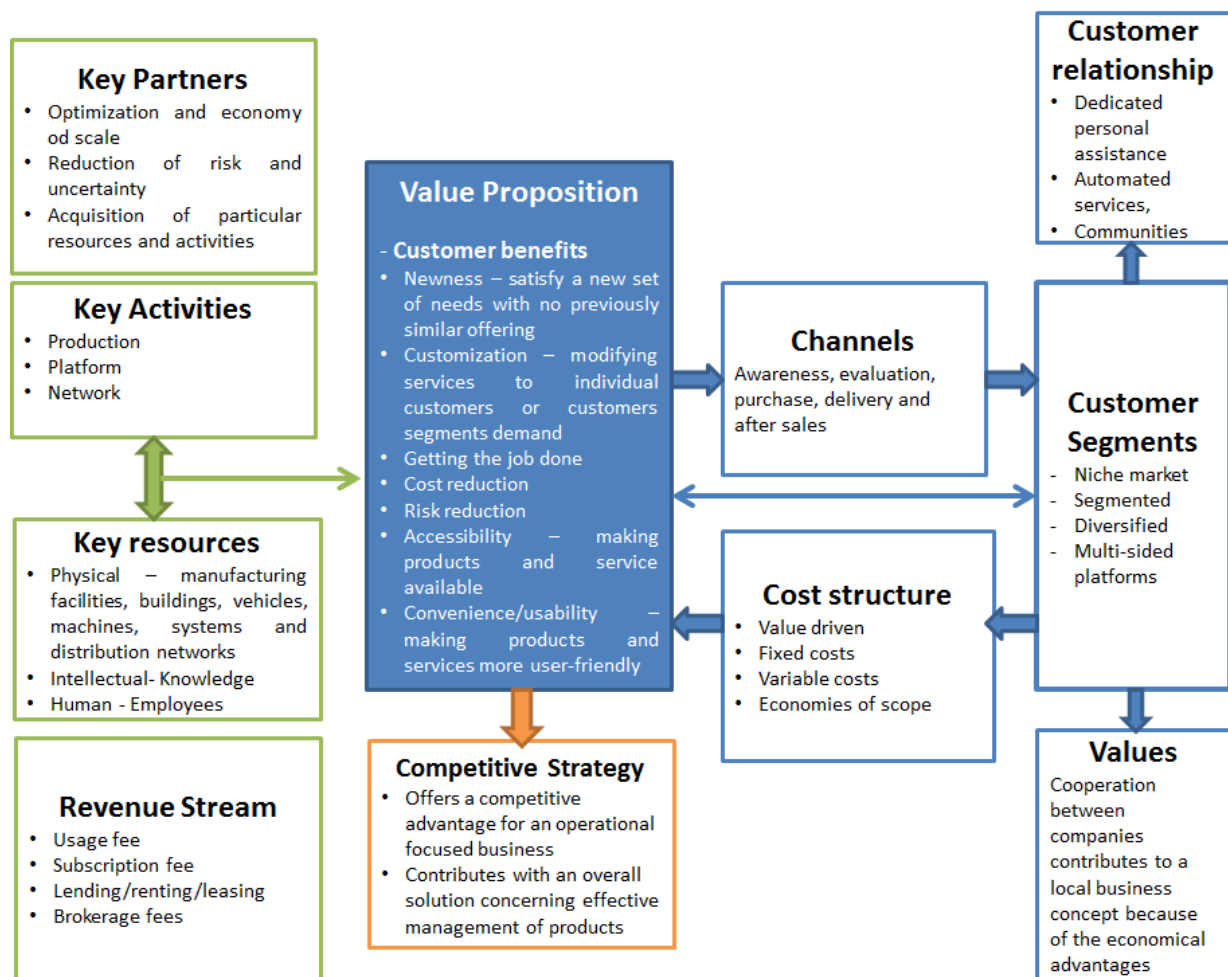 Key Partners
• Optimization and economy
od scale
• Reduction of risk and
uncertainty
• Acquisition of particular
resources and activities
Key Activities
• Production
• Platform
• Network
Key resources
• Physical – manufacturing
facilities, buildings, vehicles,
machines, systems and
distribution networks
• Intellectual- Knowledge
• Human - Employees
Revenue Stream
• Usage fee
• Subscription fee
• Lending/renting/leasing
• Brokerage fees
Value Proposition
- Customer benefits
• Newness – satisfy a new set
of needs with no previously
similar offering
• Customization – modifying
services to individual
customers or customers
segments demand
• Getting the job done
• Cost reduction
• Risk reduction
• Accessibility – making
products and service
available
• Convenience/usability –
making products and
services more user-friendly
Competitive Strategy
• Offers a competitive
advantage for an operational
focused business
• Contributes with an overall
solution concerning effective
management of products
Channels
Awareness, evaluation,
purchase, delivery and
after sales
Cost structure
• Value driven
• Fixed costs
• Variable costs
• Economies of scope
Customer
relationship
• Dedicated
personal
assistance
• Automated
services,
• Communities
Customer
Segments
- Niche market
- Segmented
- Diversified
- Multi-sided
platforms
Values
Cooperation
between
companies
contributes to a
local business
concept because
of the economical
advantages